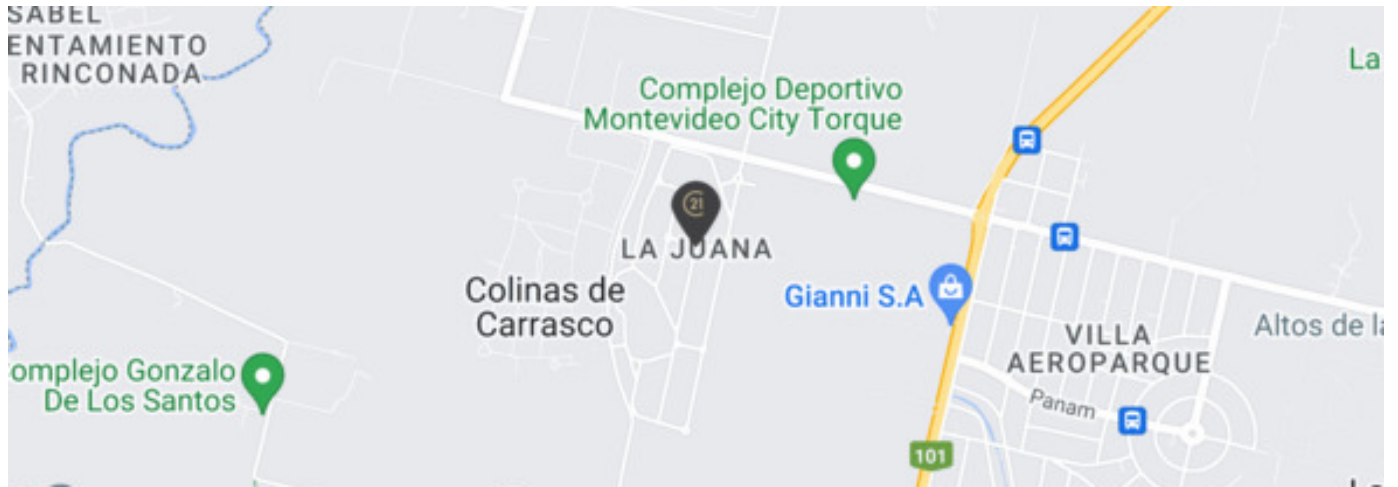 SABEL
ENTAMIENTO
RINCONADA
Complejo Deportivo
Montevideo City Torque
La
21
LA JUANA
Colinas de
Carrasco
Gianni S.A
VILLA
AEROPARQUE
Altos de la
omplejo Gonzalo
De Los Santos
Panam
101